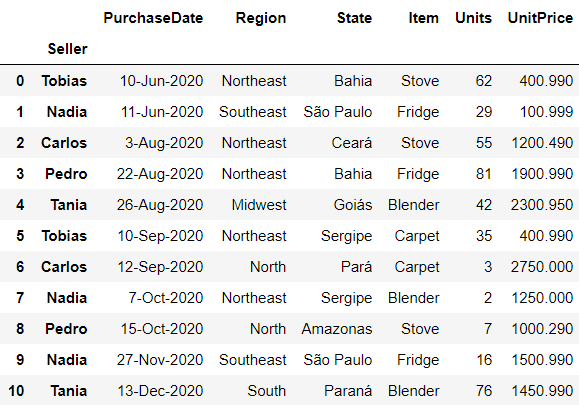 PurchaseDate Region State Item Units UnitPrice
Seller
0 Tobias 10-Jun-2020 Northeast Bahia Stove 62 400.990
1 Nadia 11-Jun-2020 Southeast São Paulo Fridge 29 100.999
2 Carlos 3-Aug-2020 Northeast Ceará Stove 55 1200.490
3 Pedro 22-Aug-2020 Northeast Bahia Fridge 81 1900.990
4 Tania 26-Aug-2020 Midwest Goiás Blender 42 2300.950
5 Tobias 10-Sep-2020 Northeast Sergipe Carpet 35 400.990
6 Carlos 12-Sep-2020 North Pará Carpet 3 2750.000
7 Nadia 7-Oct-2020 Northeast Sergipe Blender 2 1250.000
8 Pedro 15-Oct-2020 North Amazonas Stove 7 1000.290
9 Nadia 27-Nov-2020 Southeast São Paulo Fridge 16 1500.990
10 Tania 13-Dec-2020 South Paraná Blender 76 1450.990